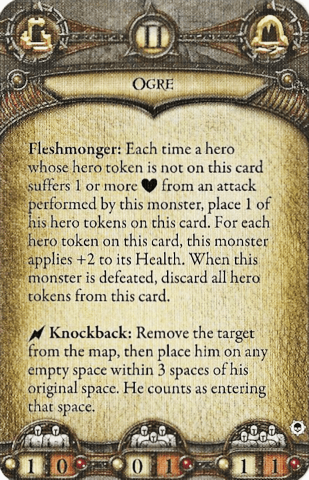 II
OGRE
Fleshmonger: Each time a hero
whose hero token is not on this card
suffers 1 or more ♥ from an attack
performed by this monster, place 1 of
his hero tokens on this card. For each
hero token on this card, this monster
applies +2 to its Health. When this
monster is defeated, discard all hero
tokens from this card.
Knockback: Remove the target
from the map, then place him on any
empty space within 3 spaces of his
original space. He counts as entering
that space.
1 0 0 1 1 1